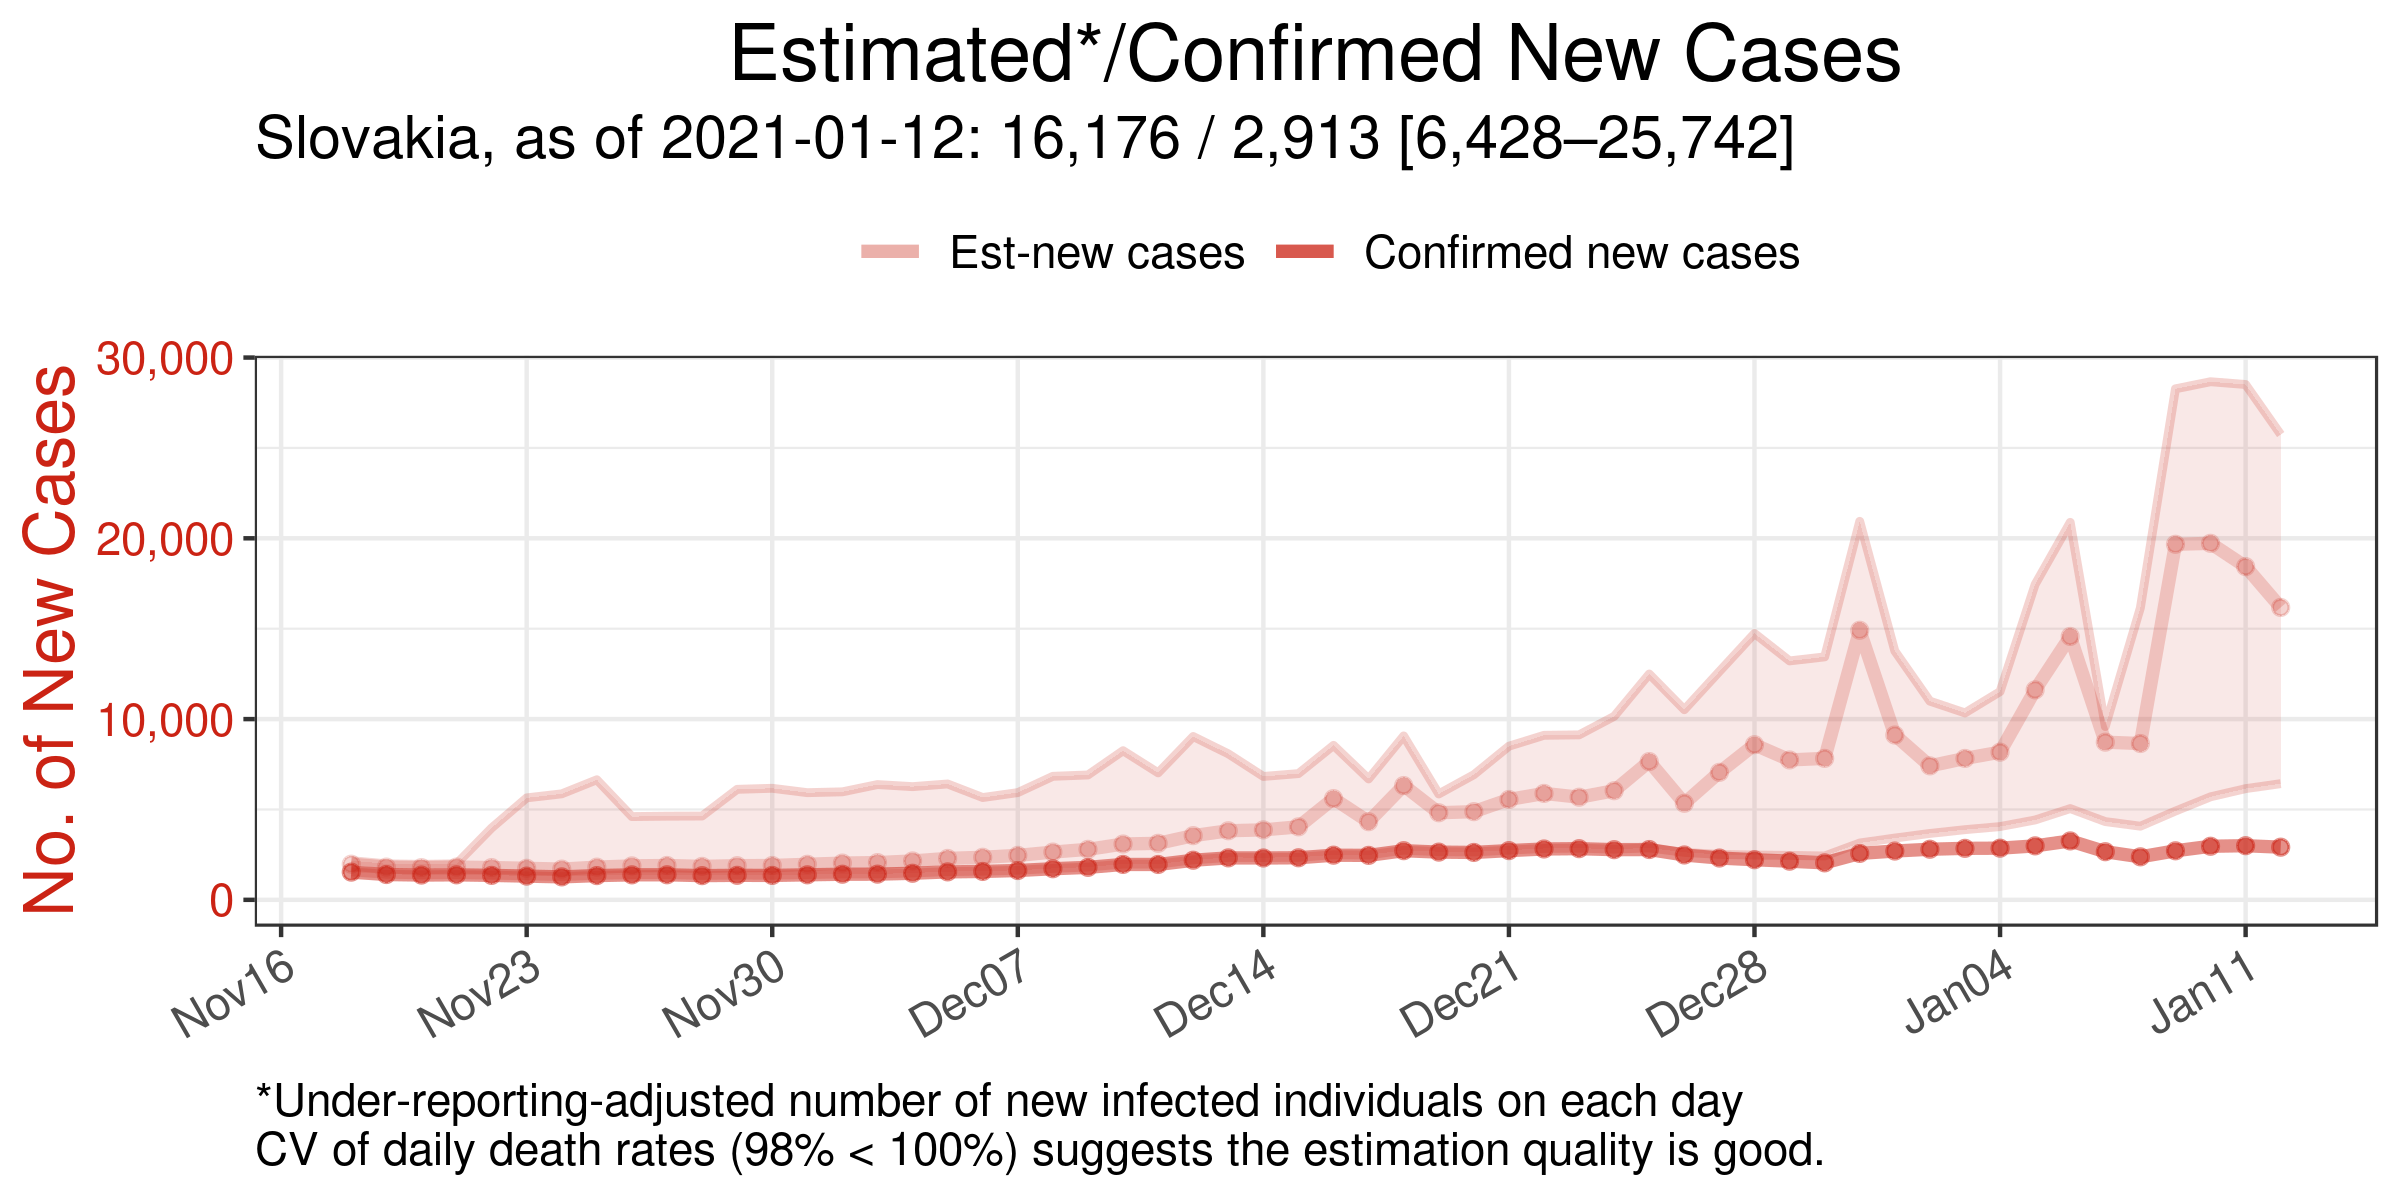 Estimated*/Confirmed New Cases
Slovakia, as of 2021-01-12: 16,176 / 2,913 [6,428–25,742]
Est-new cases
Confirmed new cases
No. of New Cases
30,000
20,000
10,000
0
Nov16
Nov23
Nov30
Dec07
Dec14
Dec21
Dec28
Jan04
Jan11
*Under-reporting-adjusted number of new infected individuals on each day
CV of daily death rates (98% < 100%) suggests the estimation quality is good.